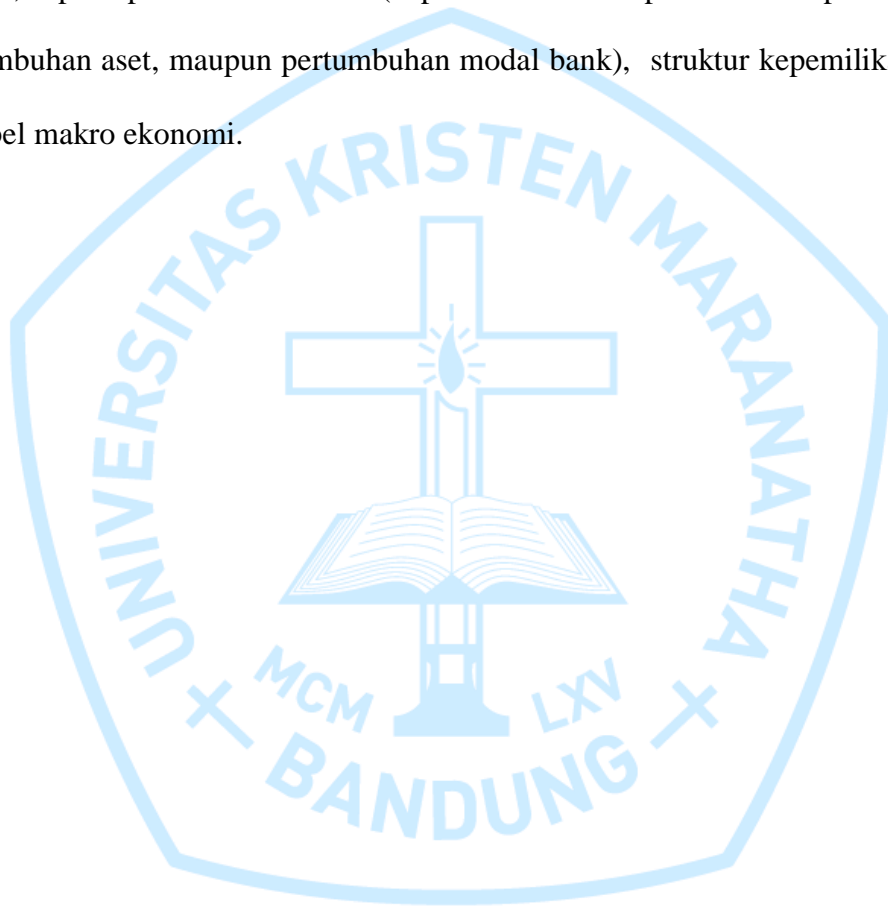 mbuhan aset, maupun pertumbuhan modal bank), struktur kepemilik
bel makro ekonomi.
UNIVERSITAS KRISTEN MARANATHA
MCM LXV
BANDUNG